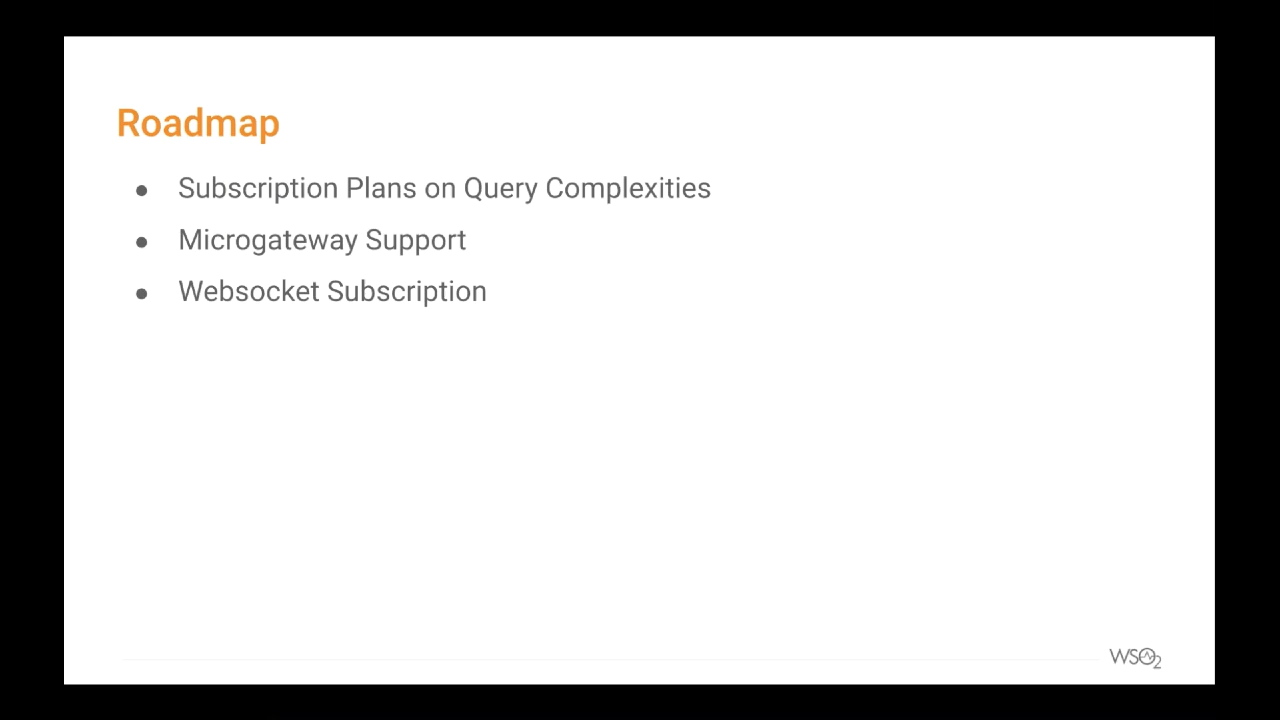 Roadmap
● Subscription Plans on Query Complexities
● Microgateway Support
● Websocket Subscription
WSO2